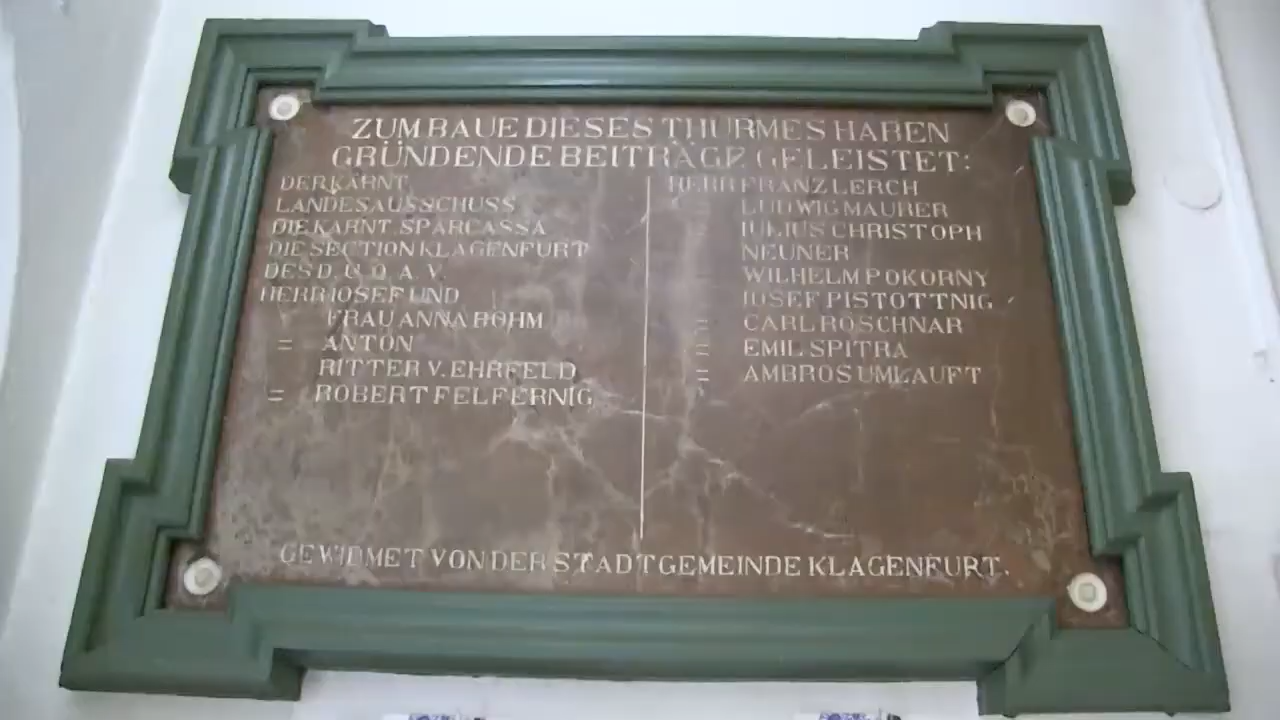 ZUM BAUE DIESES THURMES HABEN
GRÜNDENDE BEITRÄGE GELEISTET:
DER KÄRNT.
LANDESAUSSCHUSS
DIE KÄRNT. SPARCASSA
DIE SECTION KLAGENFURT
DES D. U. Ö. A. V.
HERR JOSEF UND
FRAU ANNA BÖHM
= ANTON
RITTER V. EHRFELD
= ROBERT FELFERNIG
HERR FRANZ LERCH
LUDWIG MAURER
JULIUS CHRISTOPH
NEUNER
WILHELM POKORNY
JOSEF PISTOTTNIG
= CARL RÖSCHNAR
= EMIL SPITRA
= AMBROS UMLAUFT
GEWIDMET VON DER STADTGEMEINDE KLAGENFURT.